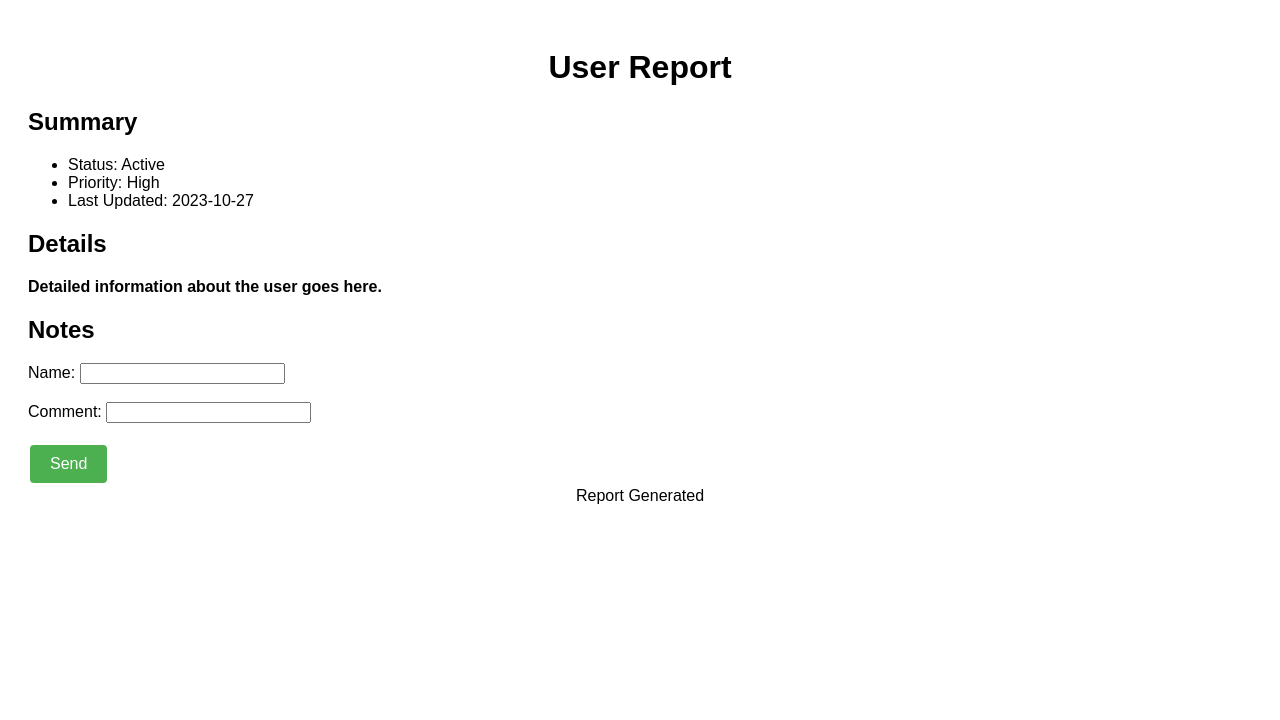 User Report
Summary
Status: Active
Priority: High
Last Updated: 2023-10-27
Details
Detailed information about the user goes here.
Notes
Name:
Comment:
Send
Report Generated